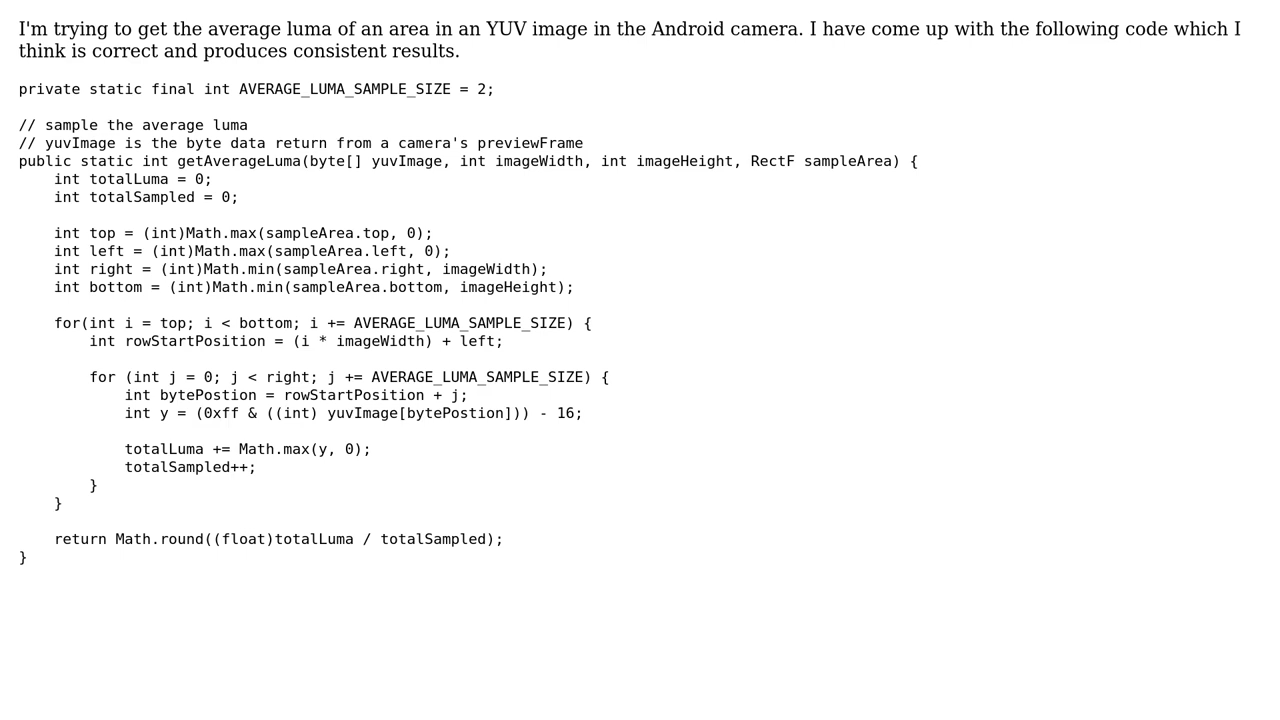 I'm trying to get the average luma of an area in an YUV image in the Android camera. I have come up with the following code which I
think is correct and produces consistent results.
private static final int AVERAGE_LUMA_SAMPLE_SIZE = 2;
// sample the average luma
// yuvImage is the byte data return from a camera's previewFrame
public static int getAverageLuma(byte[] yuvImage, int imageWidth, int imageHeight, RectF sampleArea) {
    int totalLuma = 0;
    int totalSampled = 0;
    int top = (int)Math.max(sampleArea.top, 0);
    int left = (int)Math.max(sampleArea.left, 0);
    int right = (int)Math.min(sampleArea.right, imageWidth);
    int bottom = (int)Math.min(sampleArea.bottom, imageHeight);
    for(int i = top; i < bottom; i += AVERAGE_LUMA_SAMPLE_SIZE) {
        int rowStartPosition = (i * imageWidth) + left;
        for (int j = 0; j < right; j += AVERAGE_LUMA_SAMPLE_SIZE) {
            int bytePostion = rowStartPosition + j;
            int y = (0xff & ((int) yuvImage[bytePostion])) - 16;
            totalLuma += Math.max(y, 0);
            totalSampled++;
        }
    }
    return Math.round((float)totalLuma / totalSampled);
}